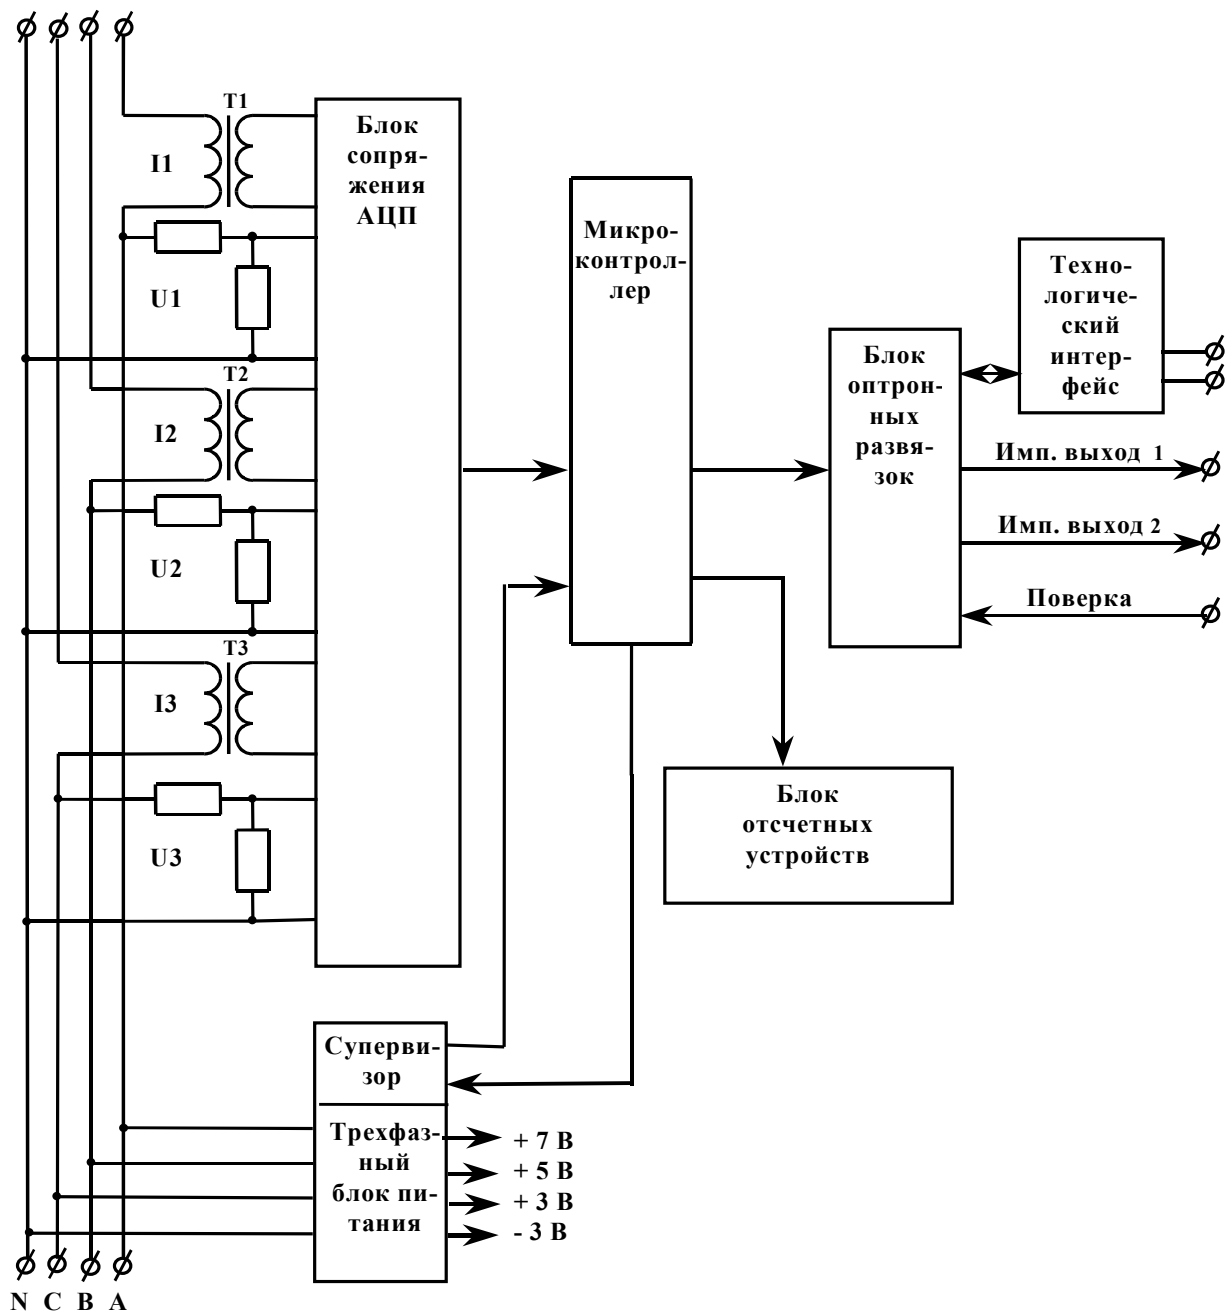 T1
Блок
сопря-
жения
АЦП
I1
U1
T2
I2
U2
T3
I3
U3
Микро-
контрол-
лер
Блок
оптрон-
ных
развя-
зок
Техно-
логиче-
ский
интер-
фейс
Имп. выход 1
Имп. выход 2
Поверка
Блок
отсчетных
устройств
Суперви-
зор
Трехфаз-
ный
блок пи-
тания
+ 7 В
+ 5 В
+ 3 В
- 3 В
N C B A